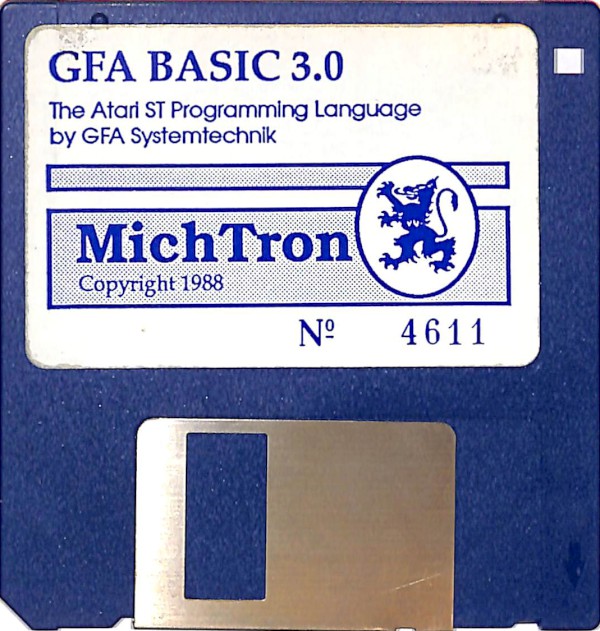 GFA BASIC 3.0
The Atari ST Programming Language
by GFA Systemtechnik
MichTron
Copyright 1988
Nº 4611